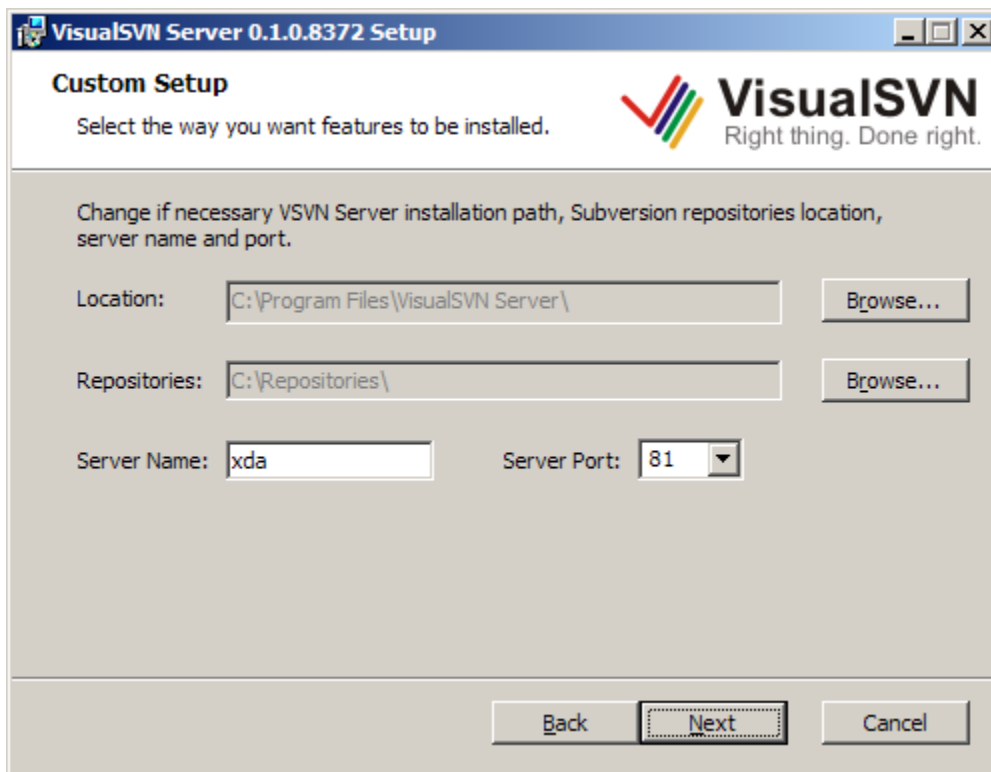 VisualSVN Server 0.1.0.8372 Setup
Custom Setup
Select the way you want features to be installed.
VisualSVN
Right thing. Done right.
Change if necessary VSVN Server installation path, Subversion repositories location,
server name and port.
Location: C:\Program Files\VisualSVN Server\ Browse...
Repositories: C:\Repositories\ Browse...
Server Name: xda Server Port: 81
Back Next Cancel